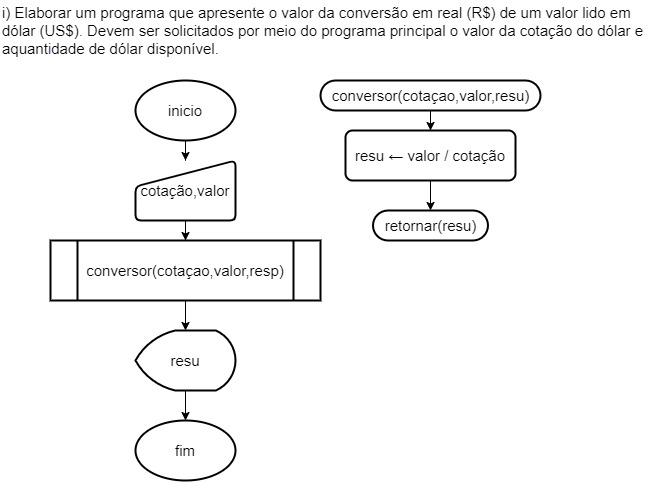 i) Elaborar um programa que apresente o valor da conversão em real (R$) de um valor lido em
dólar (US$). Devem ser solicitados por meio do programa principal o valor da cotação do dólar e
aquantidade de dólar disponível.
inicio
cotação,valor
conversor(cotaçao,valor,resp)
resu
fim
conversor(cotaçao,valor,resu)
resu ← valor / cotação
retornar(resu)